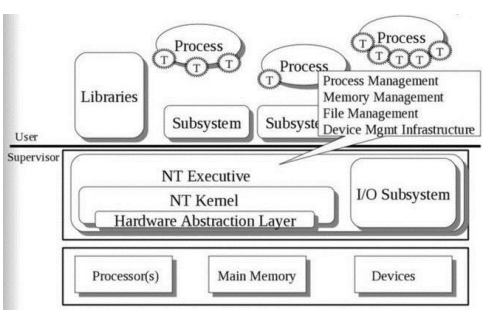 Process
T T T
Process
T
Process
T T T T T
Libraries
Subsystem
Subsyste
Process Management
Memory Management
File Management
Device Mgmt Infrastructure
User
Supervisor
NT Executive
NT Kernel
Hardware Abstraction Layer
I/O Subsystem
Processor(s)
Main Memory
Devices